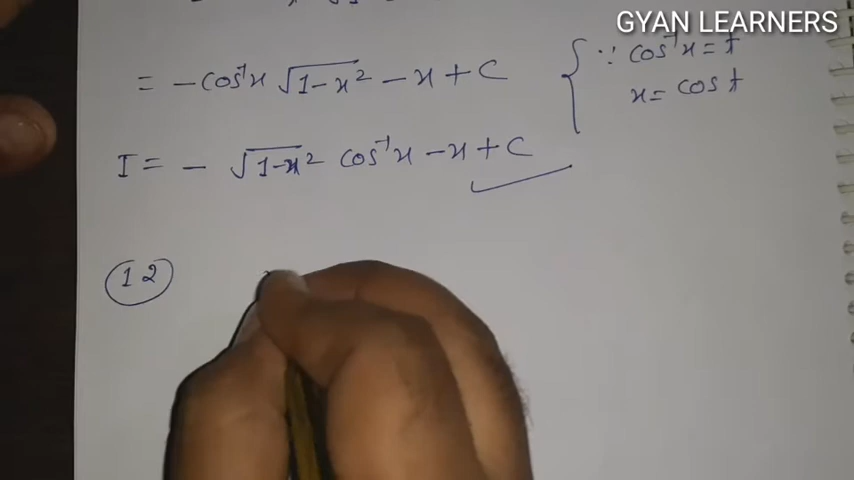 GYAN LEARNERS
= - cos⁻¹x √1-x² - x + C
∵ cos⁻¹x = t
x = cos t
I = - √1-x² cos⁻¹x - x + C
12